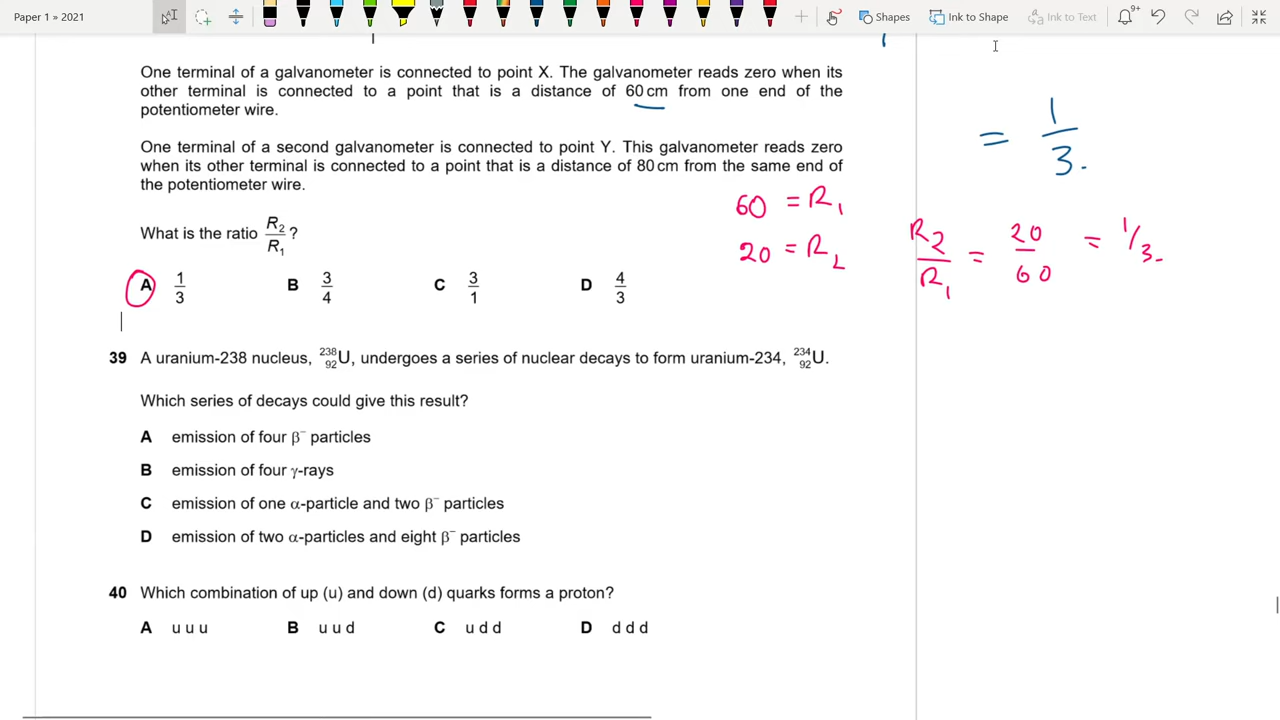 Paper 1 » 2021
Shapes
Ink to Shape
Ink to Text
9+
One terminal of a galvanometer is connected to point X. The galvanometer reads zero when its
other terminal is connected to a point that is a distance of 60 cm from one end of the
potentiometer wire.
= 1/3.
One terminal of a second galvanometer is connected to point Y. This galvanometer reads zero
when its other terminal is connected to a point that is a distance of 80 cm from the same end of
the potentiometer wire.
60 = R1
20 = R2
R2/R1 = 20/60 = 1/3.
What is the ratio R2/R1?
A 1/3 B 3/4 C 3/1 D 4/3
39 A uranium-238 nucleus, ²³⁸₉₂U, undergoes a series of nuclear decays to form uranium-234, ²³⁴₉₂U.
Which series of decays could give this result?
A emission of four β⁻ particles
B emission of four γ-rays
C emission of one α-particle and two β⁻ particles
D emission of two α-particles and eight β⁻ particles
40 Which combination of up (u) and down (d) quarks forms a proton?
A u u u B u u d C u d d D d d d